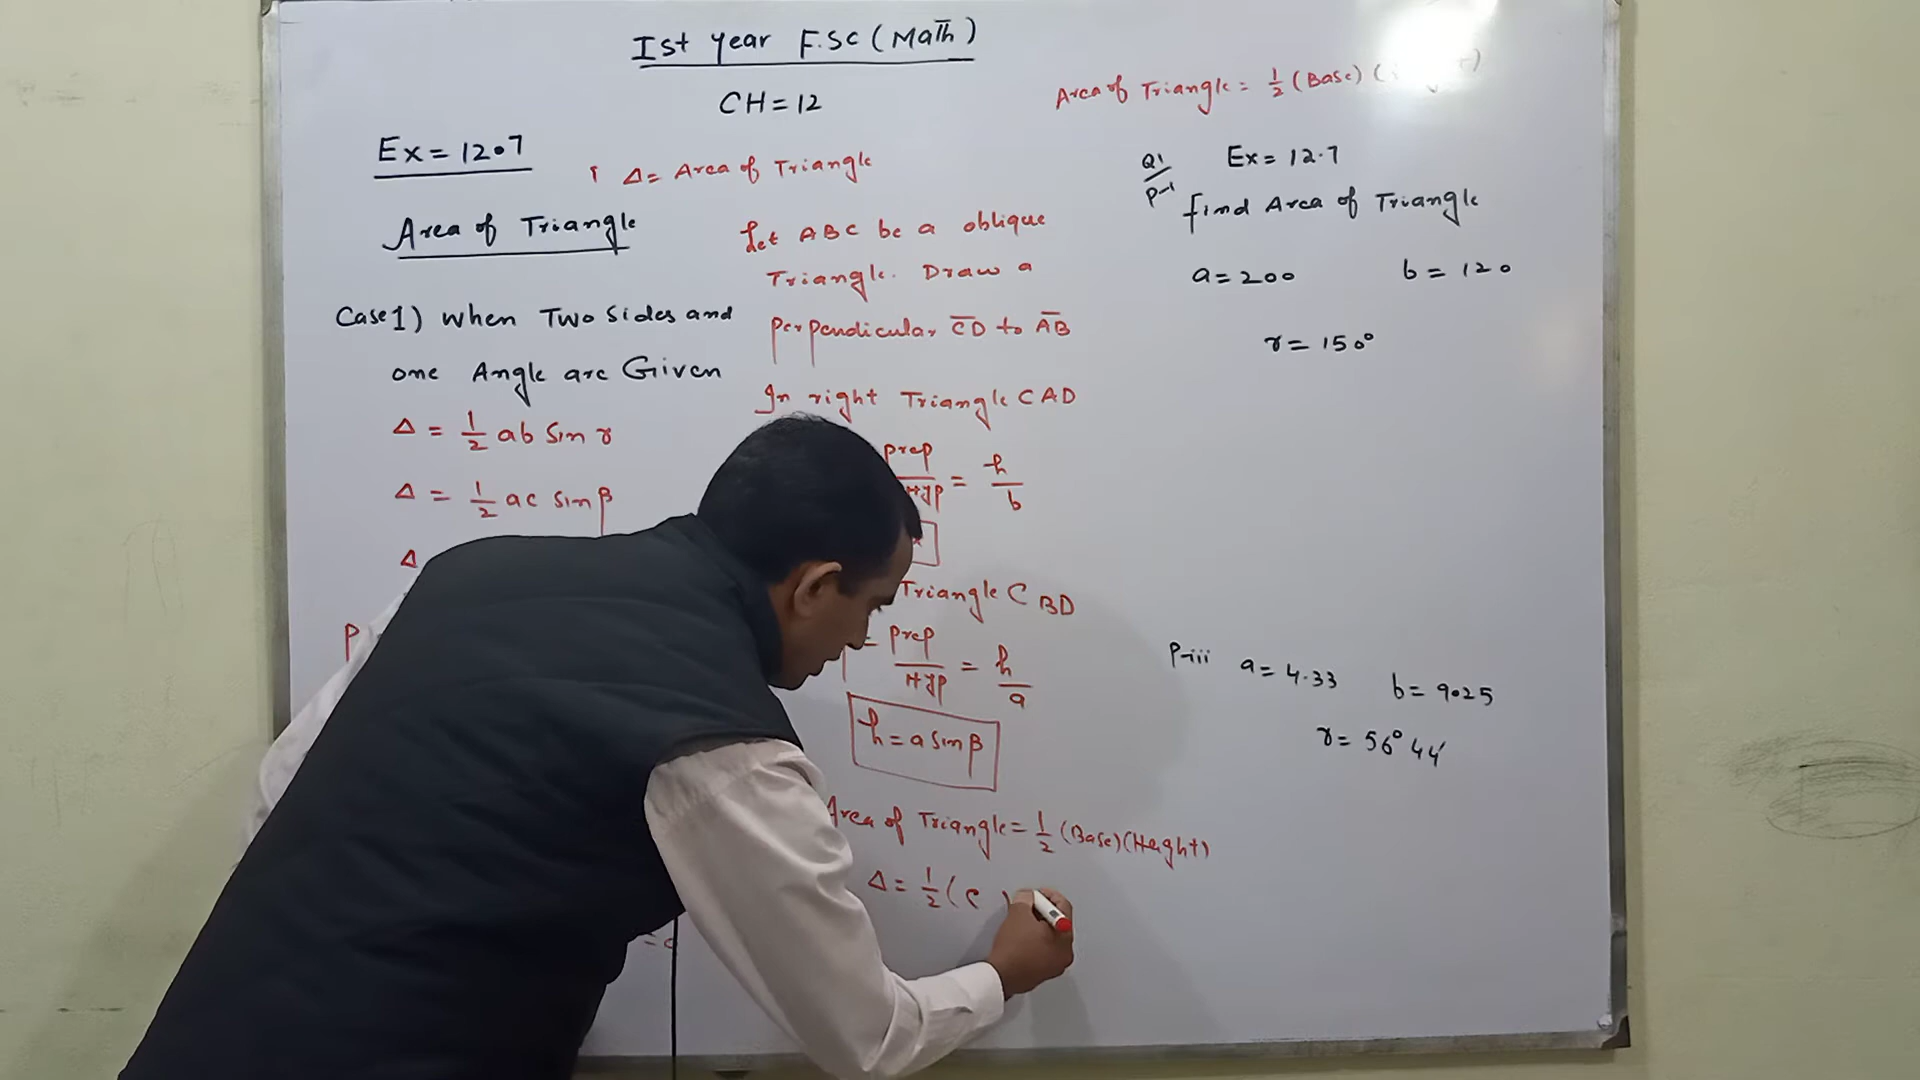 Ist year F.SC (Math)
CH = 12
Ex = 12.7
Δ = Area of Triangle
Area of Triangle
Case 1) When Two Sides and
one Angle are Given
Δ = 1/2 ab Sin γ
Δ = 1/2 ac Sin β
Δ
P
Let ABC be a oblique
Triangle. Draw a
perpendicular CD to AB
In right Triangle CAD
prep/Hyp = h/b
Triangle CBD
= prep/Hyp = h/a
h = a Sin β
Area of Triangle = 1/2 (Base) (Heght)
Δ = 1/2 (c )
Area of Triangle = 1/2 (Base) (
Q1 Ex = 12.7
P-1 find Area of Triangle
a = 200 b = 120
γ = 150°
P-iii a = 4.33 b = 9.25
γ = 56° 44'